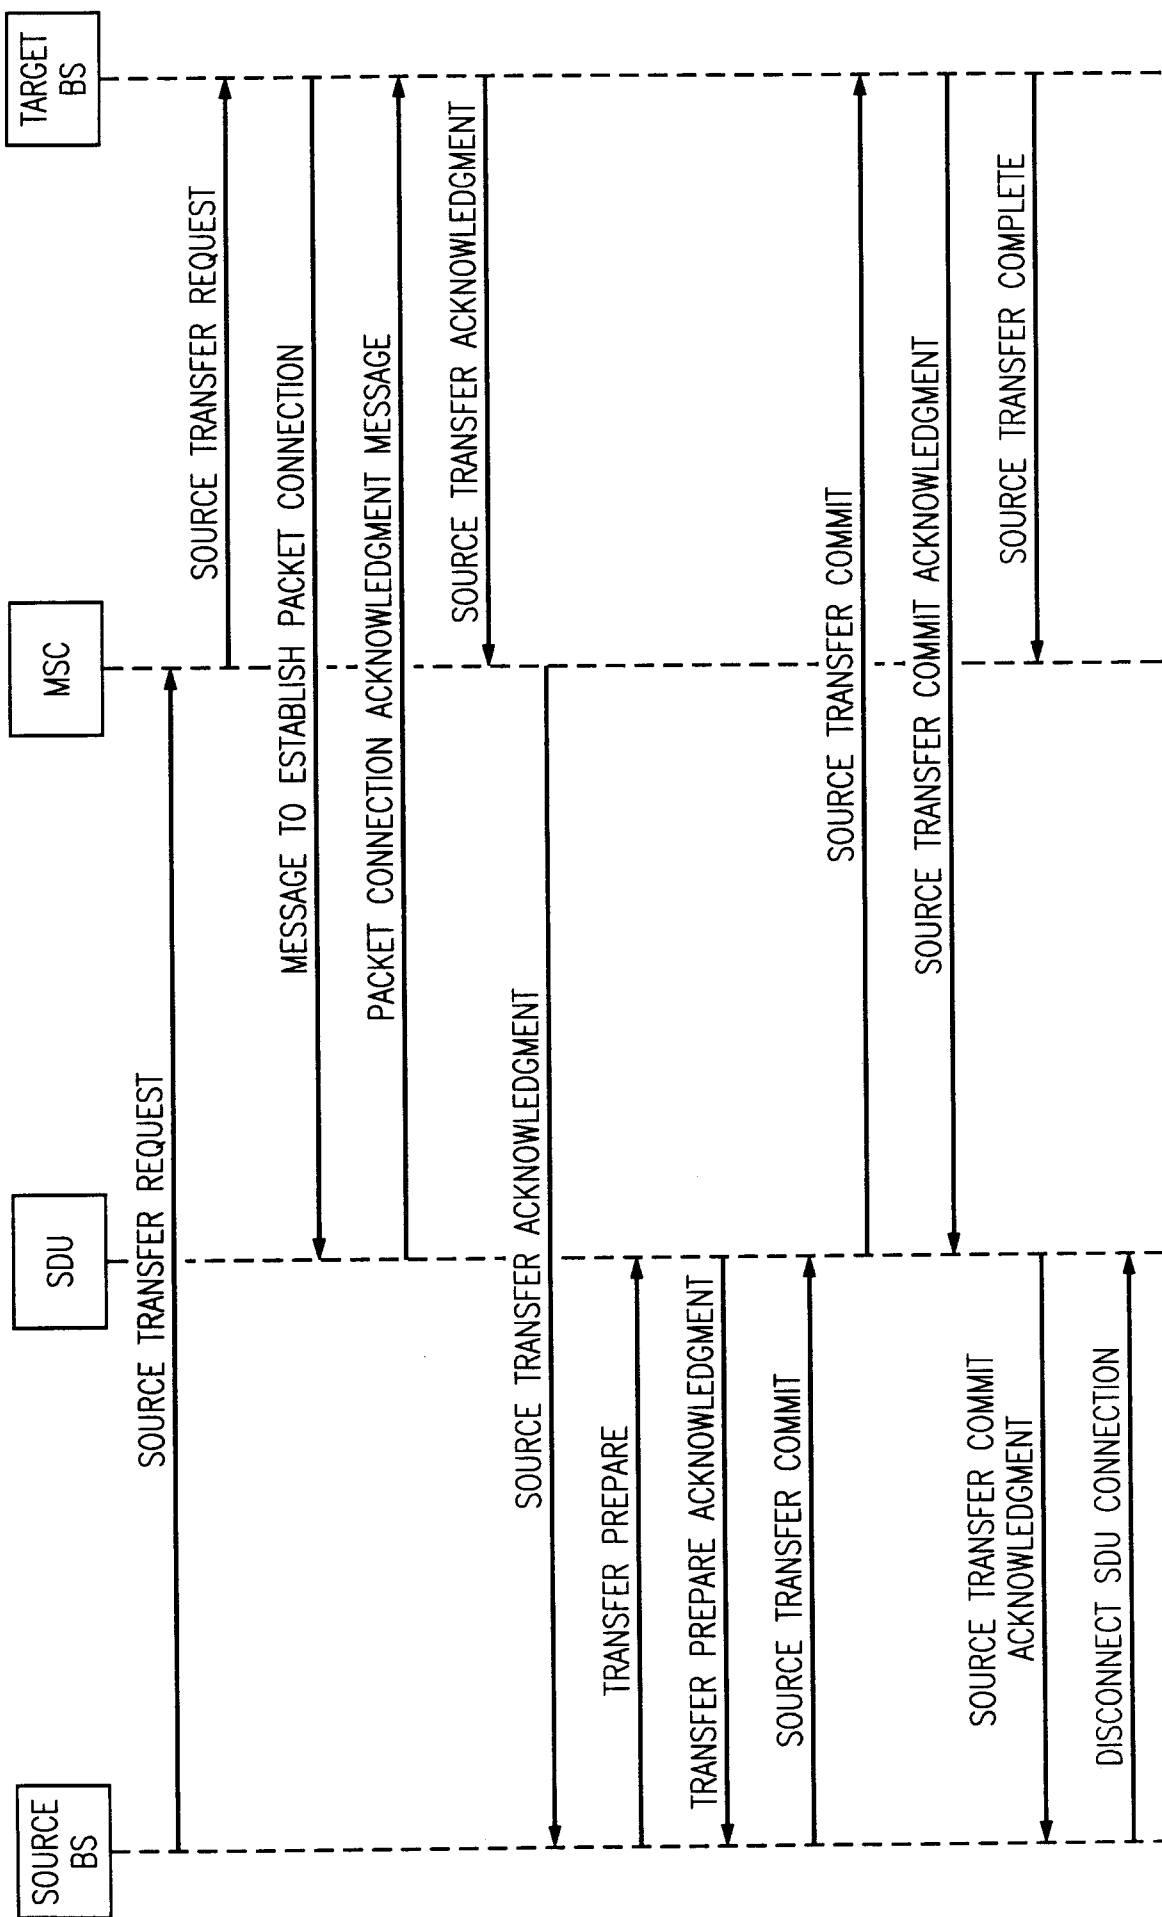 SOURCE
BS
SDU
MSC
TARGET
BS
SOURCE TRANSFER REQUEST
SOURCE TRANSFER REQUEST
MESSAGE TO ESTABLISH PACKET CONNECTION
PACKET CONNECTION ACKNOWLEDGMENT MESSAGE
SOURCE TRANSFER ACKNOWLEDGMENT
SOURCE TRANSFER ACKNOWLEDGMENT
TRANSFER PREPARE
TRANSFER PREPARE ACKNOWLEDGMENT
SOURCE TRANSFER COMMIT
SOURCE TRANSFER COMMIT
SOURCE TRANSFER COMMIT ACKNOWLEDGMENT
SOURCE TRANSFER COMMIT
ACKNOWLEDGMENT
SOURCE TRANSFER COMPLETE
DISCONNECT SDU CONNECTION